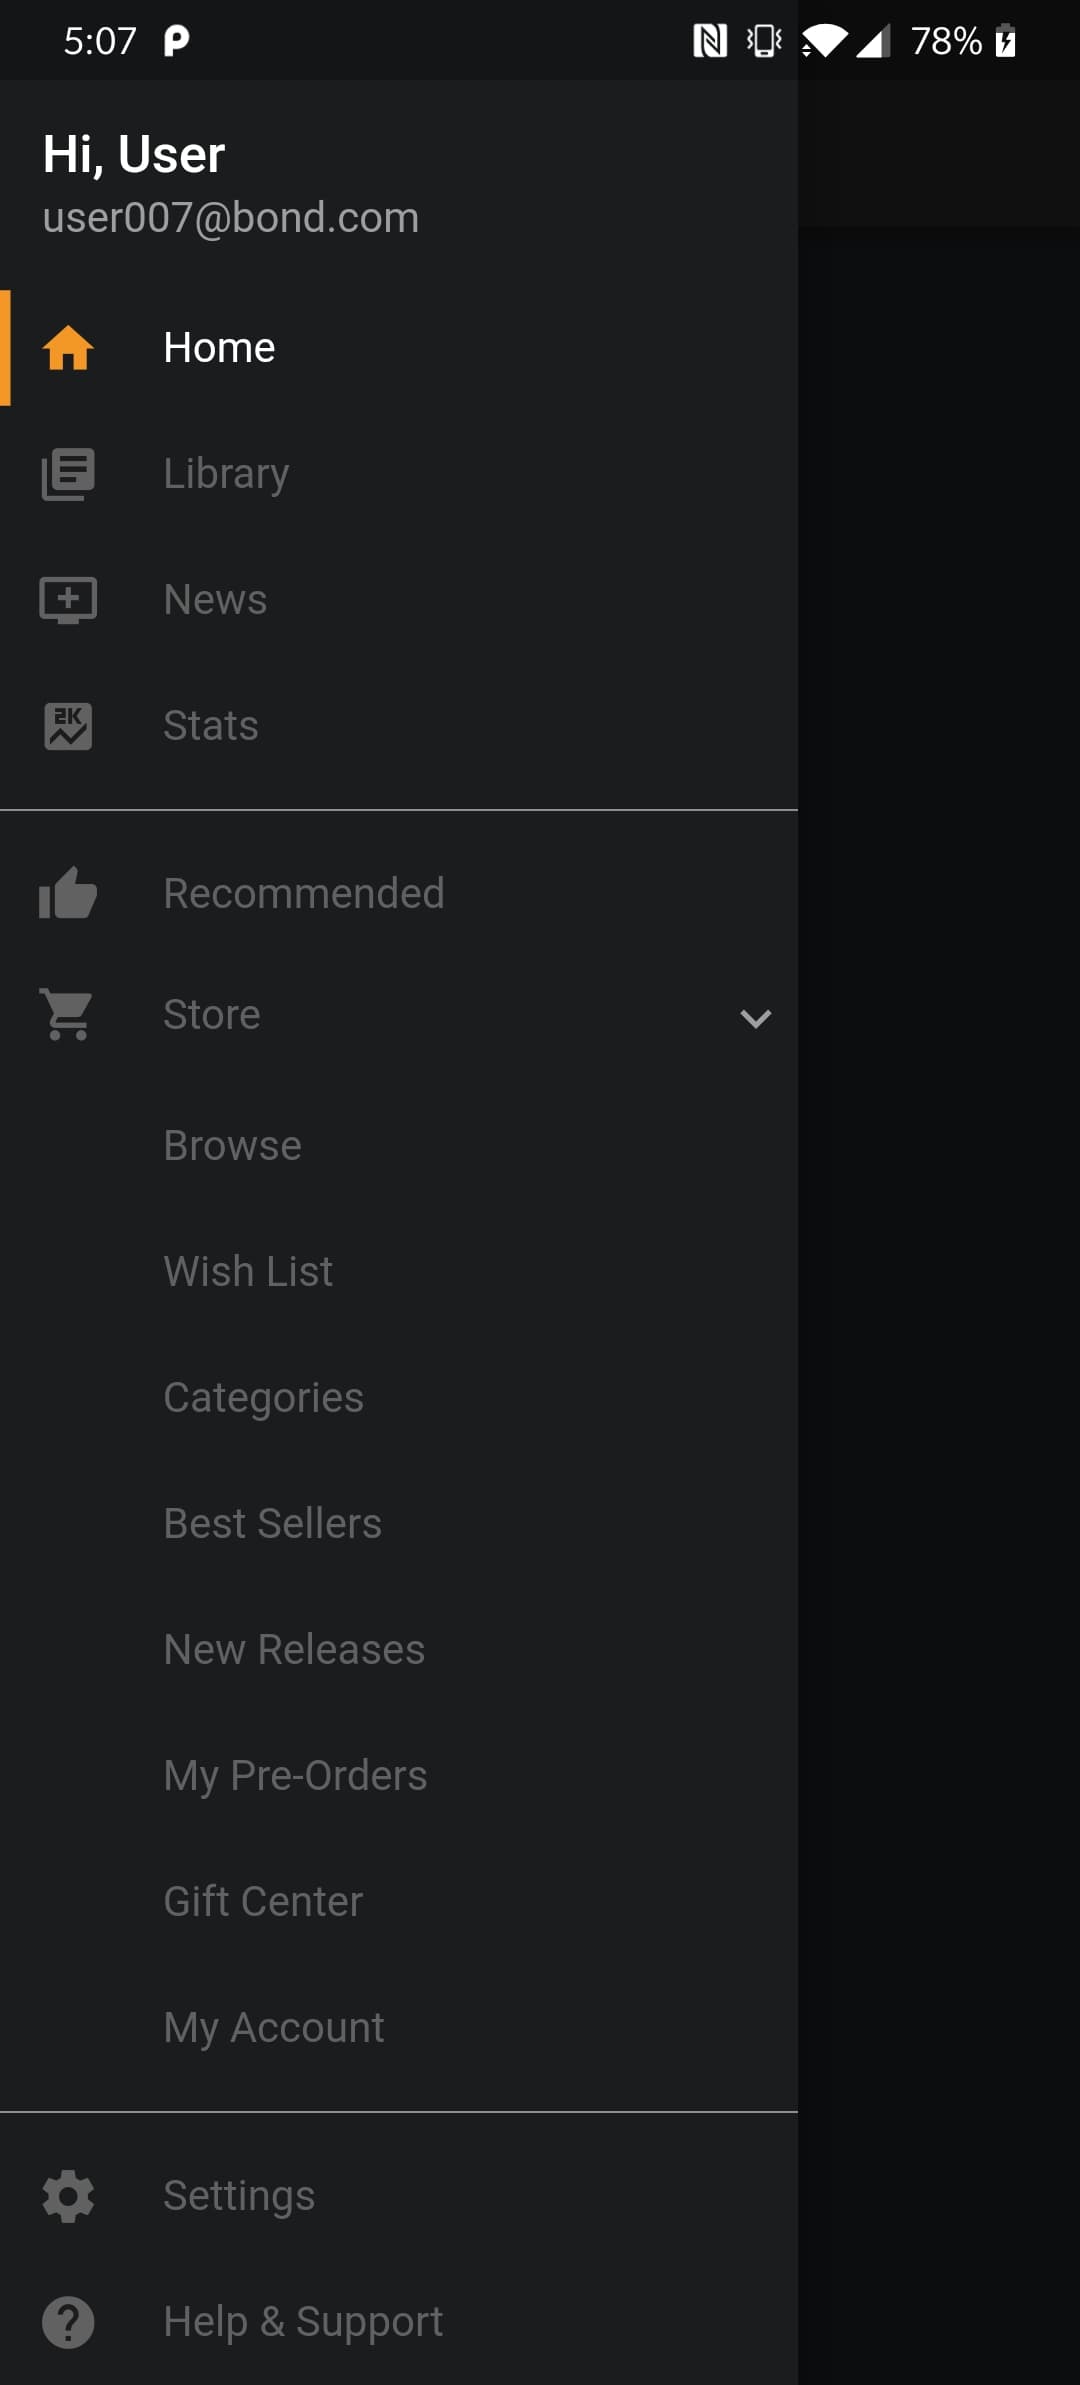 5:07 78%
Hi, User
user007@bond.com
Home
Library
News
2K
Stats
Recommended
Store
Browse
Wish List
Categories
Best Sellers
New Releases
My Pre-Orders
Gift Center
My Account
Settings
Help & Support